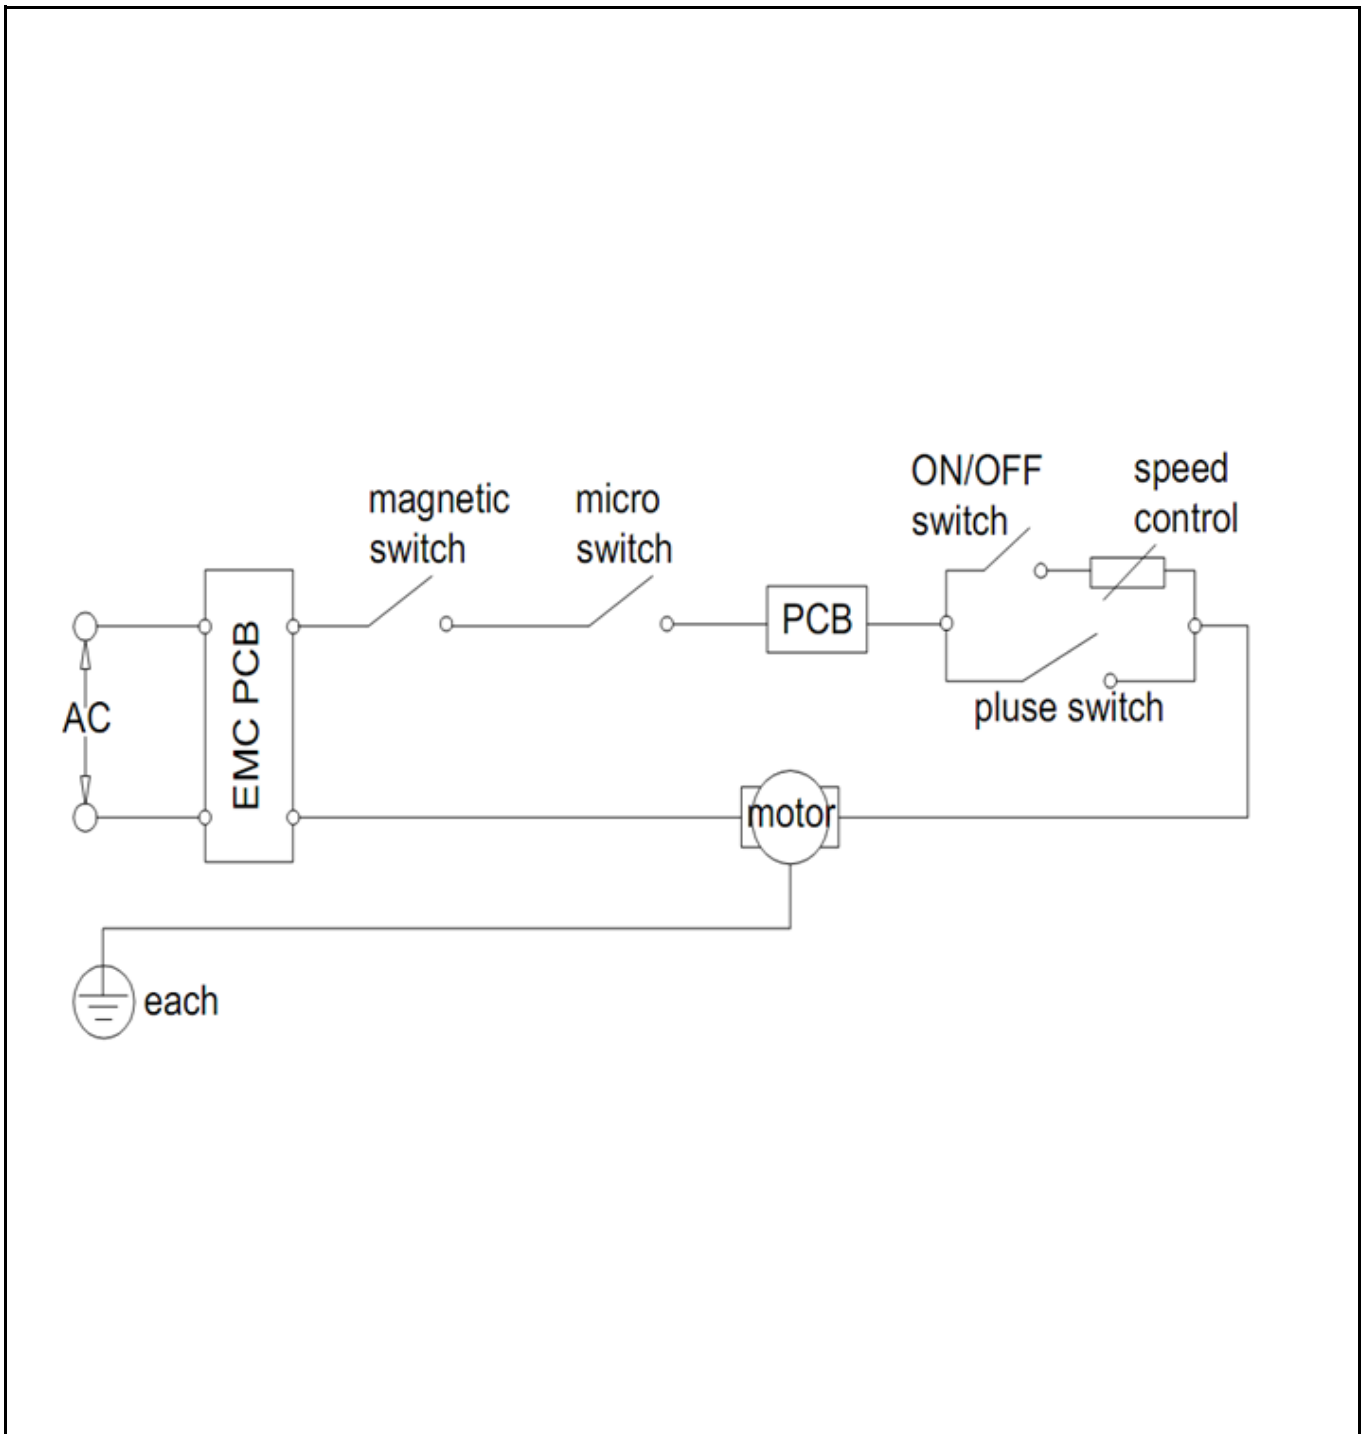 ON/OFF
switch
speed
control
magnetic
switch
micro
switch
PCB
AC
EMC PCB
pluse switch
motor
each